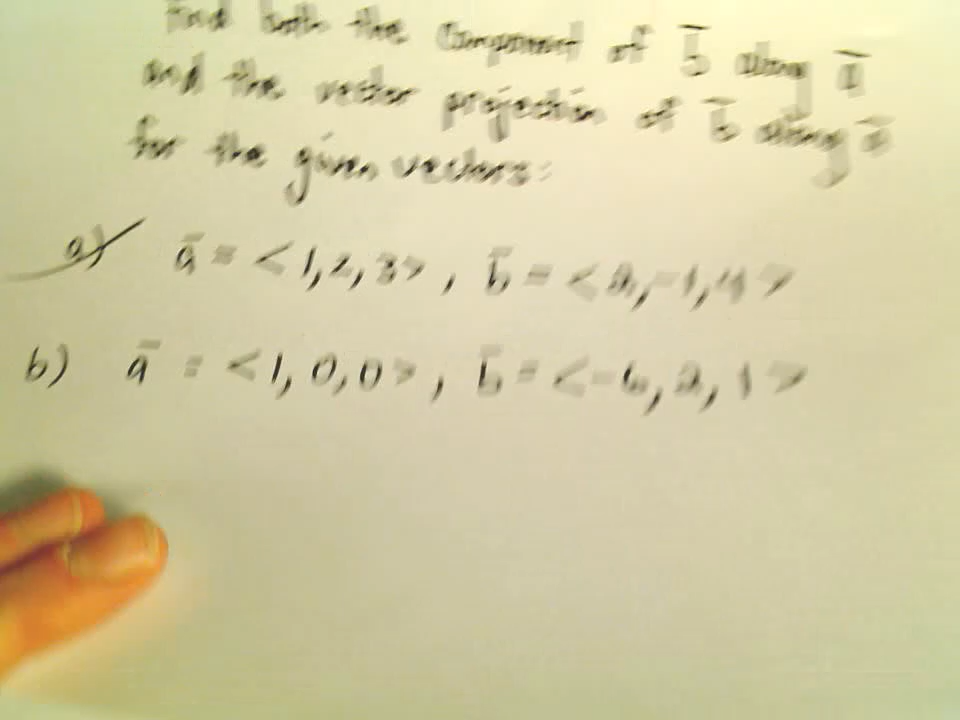 Find both the component of b̄ along ā
and the vector projection of b̄ along ā
for the given vectors:
a) ā = <1,2,3>, b̄ = <2,-1,4>
b) ā = <1,0,0>, b̄ = <-6,2,1>